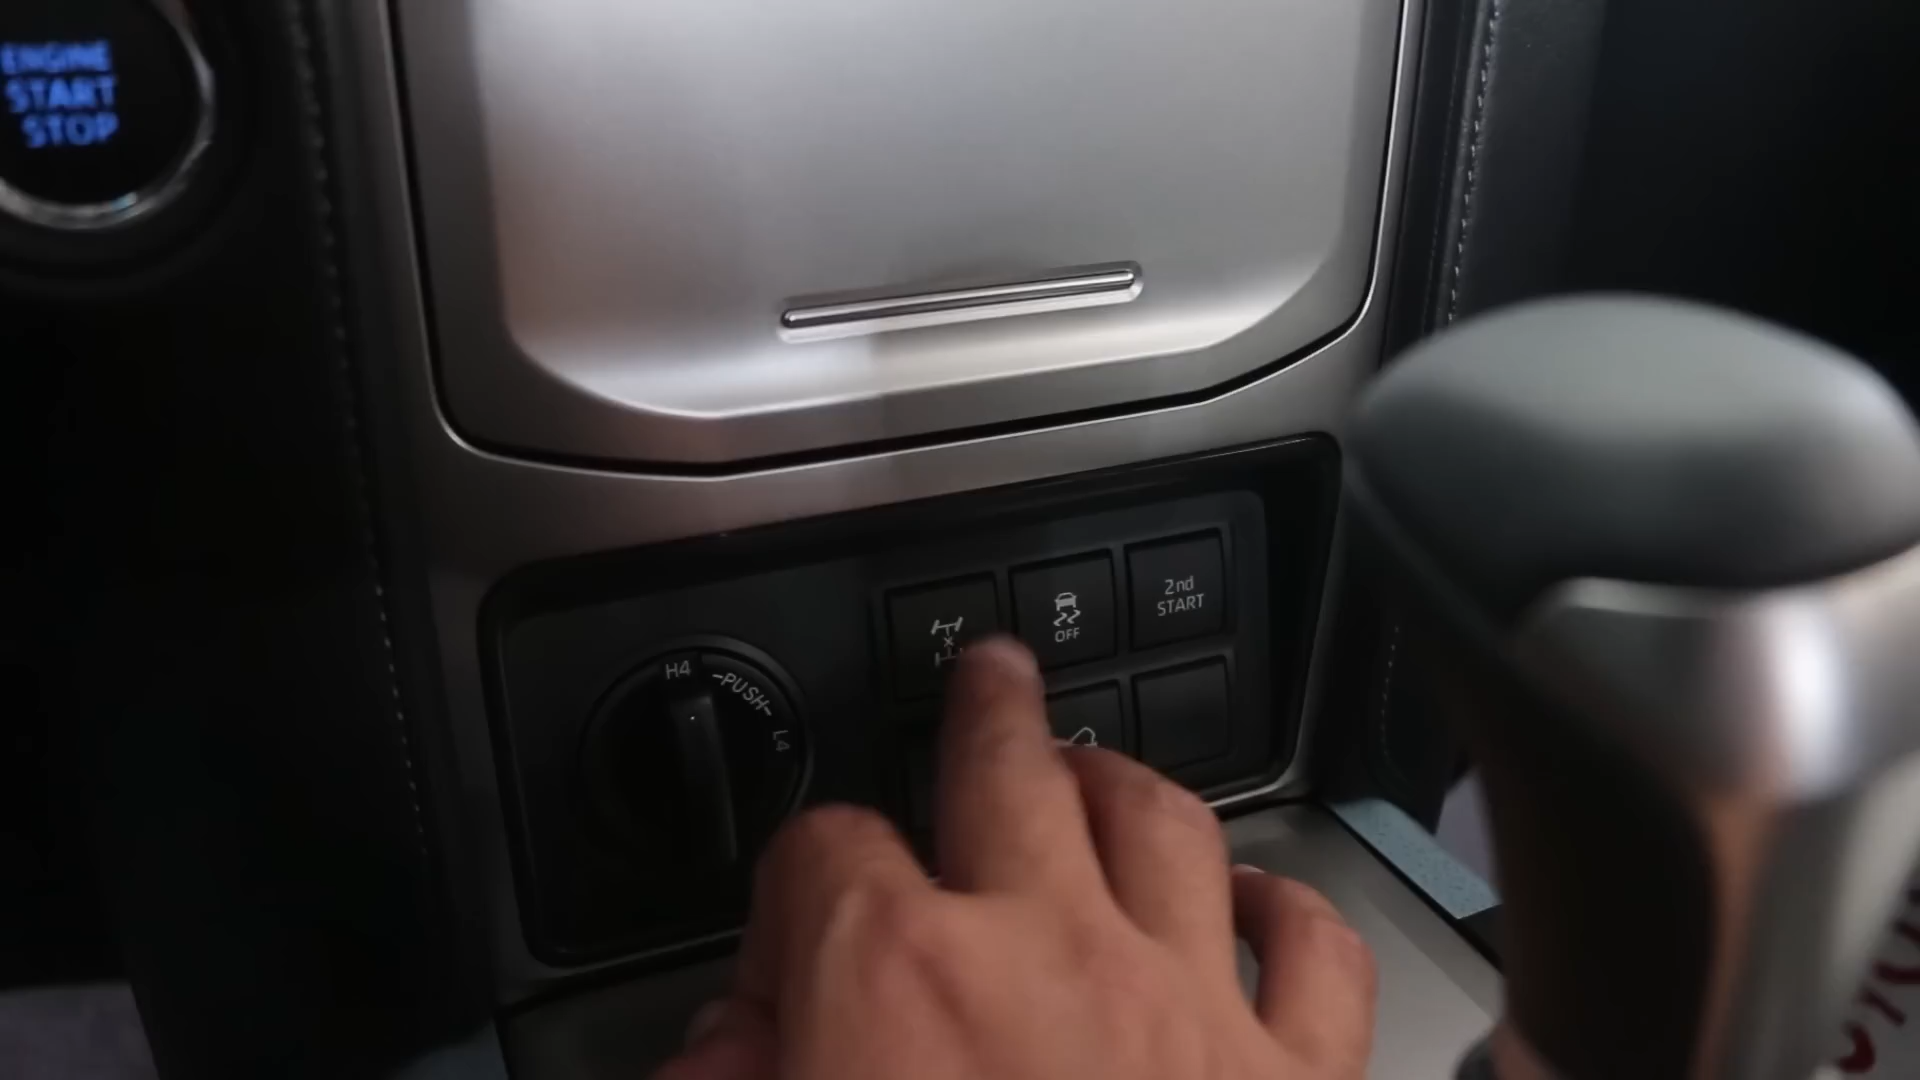 ENGINE
START
STOP
H4
-PUSH-
L4
OFF
2nd
START